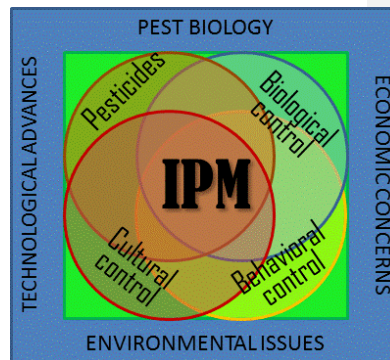 PEST BIOLOGY
TECHNOLOGICAL ADVANCES
Pesticides
Biological
control
ECONOMIC CONCERNS
IPM
Cultural
control
Behavioral
control
ENVIRONMENTAL ISSUES